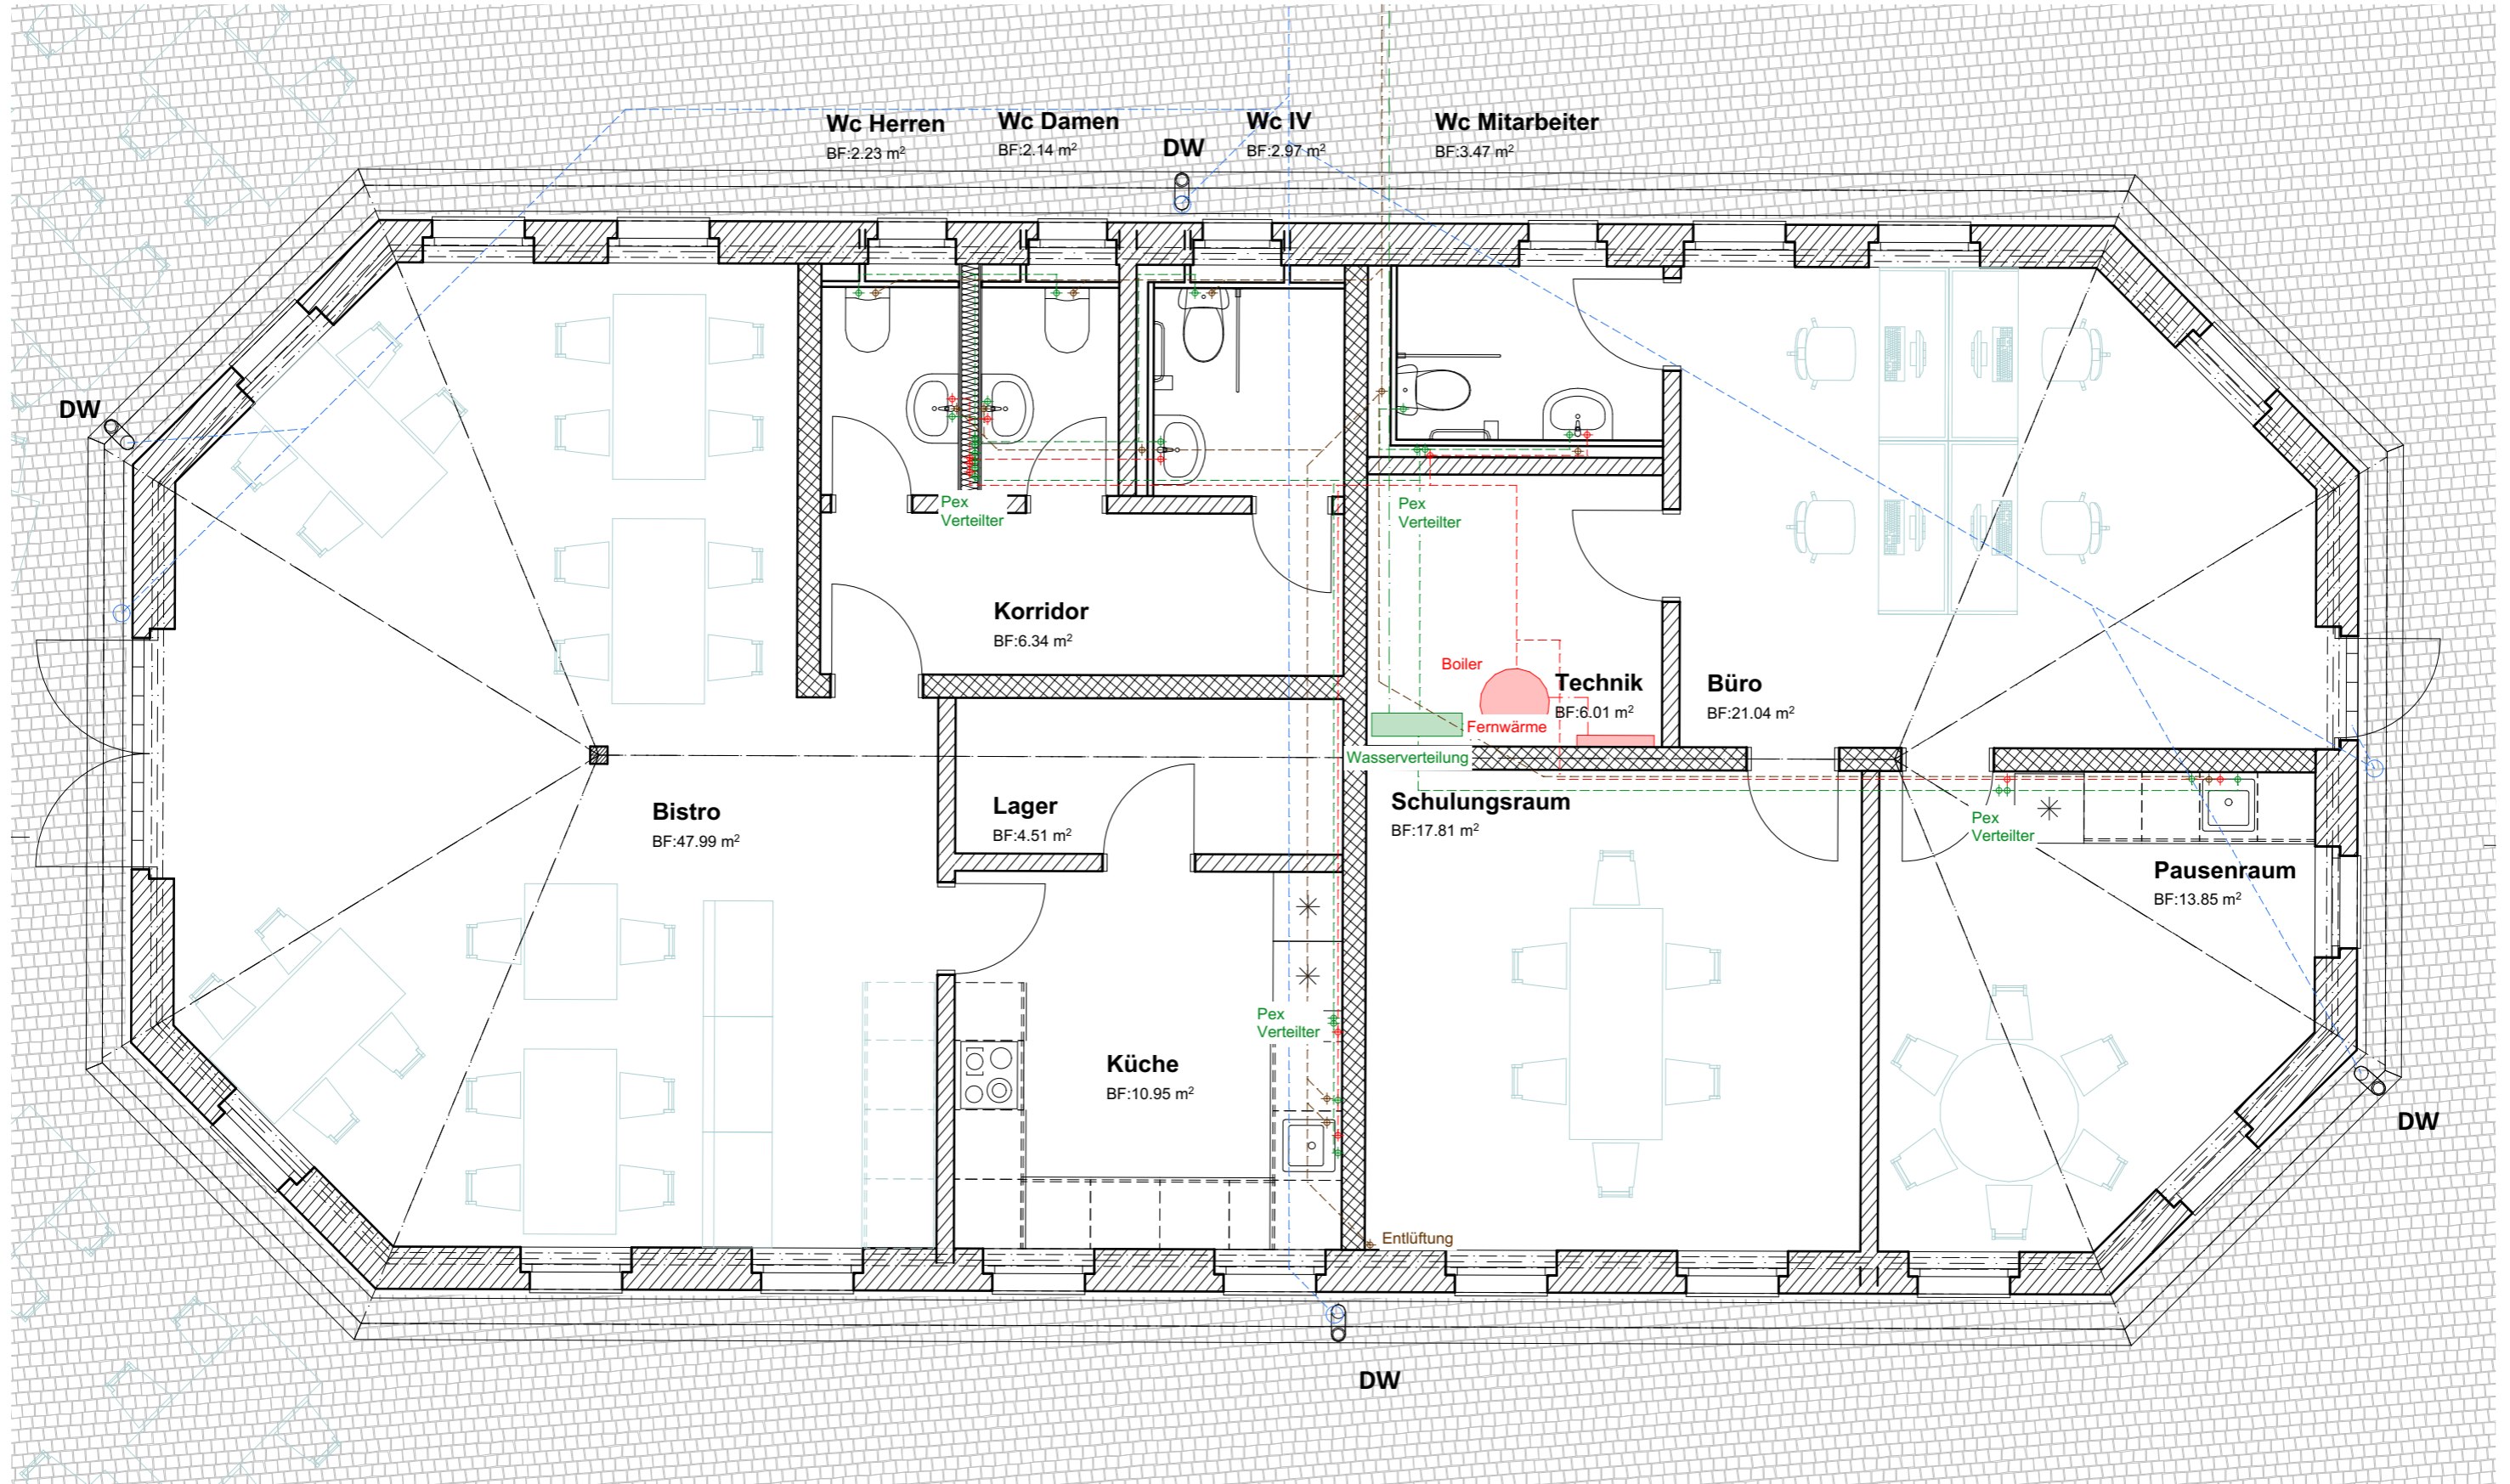 Wc Herren
BF:2.23 m²
Wc Damen
BF:2.14 m²
DW
Wc IV
BF:2.97 m²
Wc Mitarbeiter
BF:3.47 m²
DW
Pex
Verteilter
Pex
Verteilter
Korridor
BF:6.34 m²
Boiler
Technik
BF:6.01 m²
Fernwärme
Büro
BF:21.04 m²
Wasserverteilung
Bistro
BF:47.99 m²
Lager
BF:4.51 m²
Schulungsraum
BF:17.81 m²
Pex
Verteilter
Pausenraum
BF:13.85 m²
Pex
Verteilter
Küche
BF:10.95 m²
DW
Entlüftung
DW